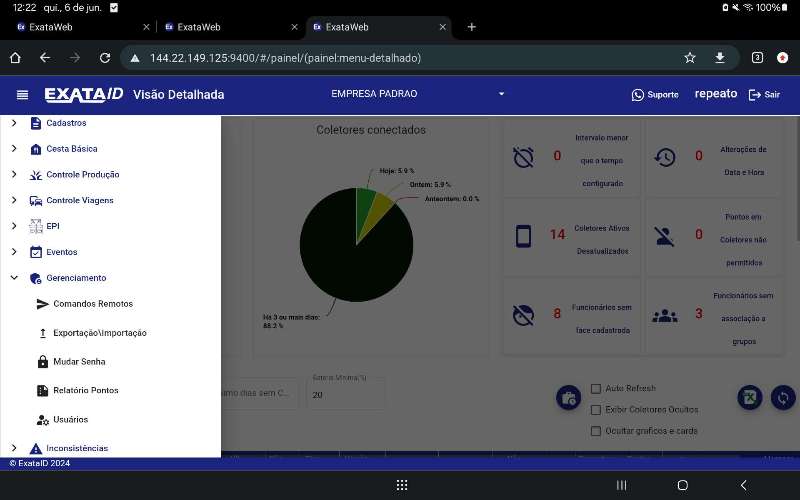 12:22 qui., 6 de jun.
100%
ExataWeb
ExataWeb
ExataWeb
144.22.149.125:9400/#/painel/(painel:menu-detalhado)
3
EXATAID Visão Detalhada
EMPRESA PADRAO
Suporte
repeato
Sair
Cadastros
Cesta Básica
Controle Produção
Controle Viagens
EPI
Eventos
Gerenciamento
Comandos Remotos
Exportação\Importação
Mudar Senha
Relatório Pontos
Usuários
Inconsistências
Coletores conectados
Hoje: 5.9 %
Ontem: 5.9 %
Anteontem: 0.0 %
Há 3 ou mais dias:
88.2 %
0
Intervalo menor
que o tempo
configurado
0
Alterações de
Data e Hora
14
Coletores Ativos
Desatualizados
0
Pontos em
Coletores não
permitidos
8
Funcionários sem
face cadastrada
3
Funcionários sem
associação a
grupos
imo dias sem C...
Bateria Mínima(%)
20
Auto Refresh
Exibir Coletores Ocultos
Ocultar graficos e cards
© ExataID 2024